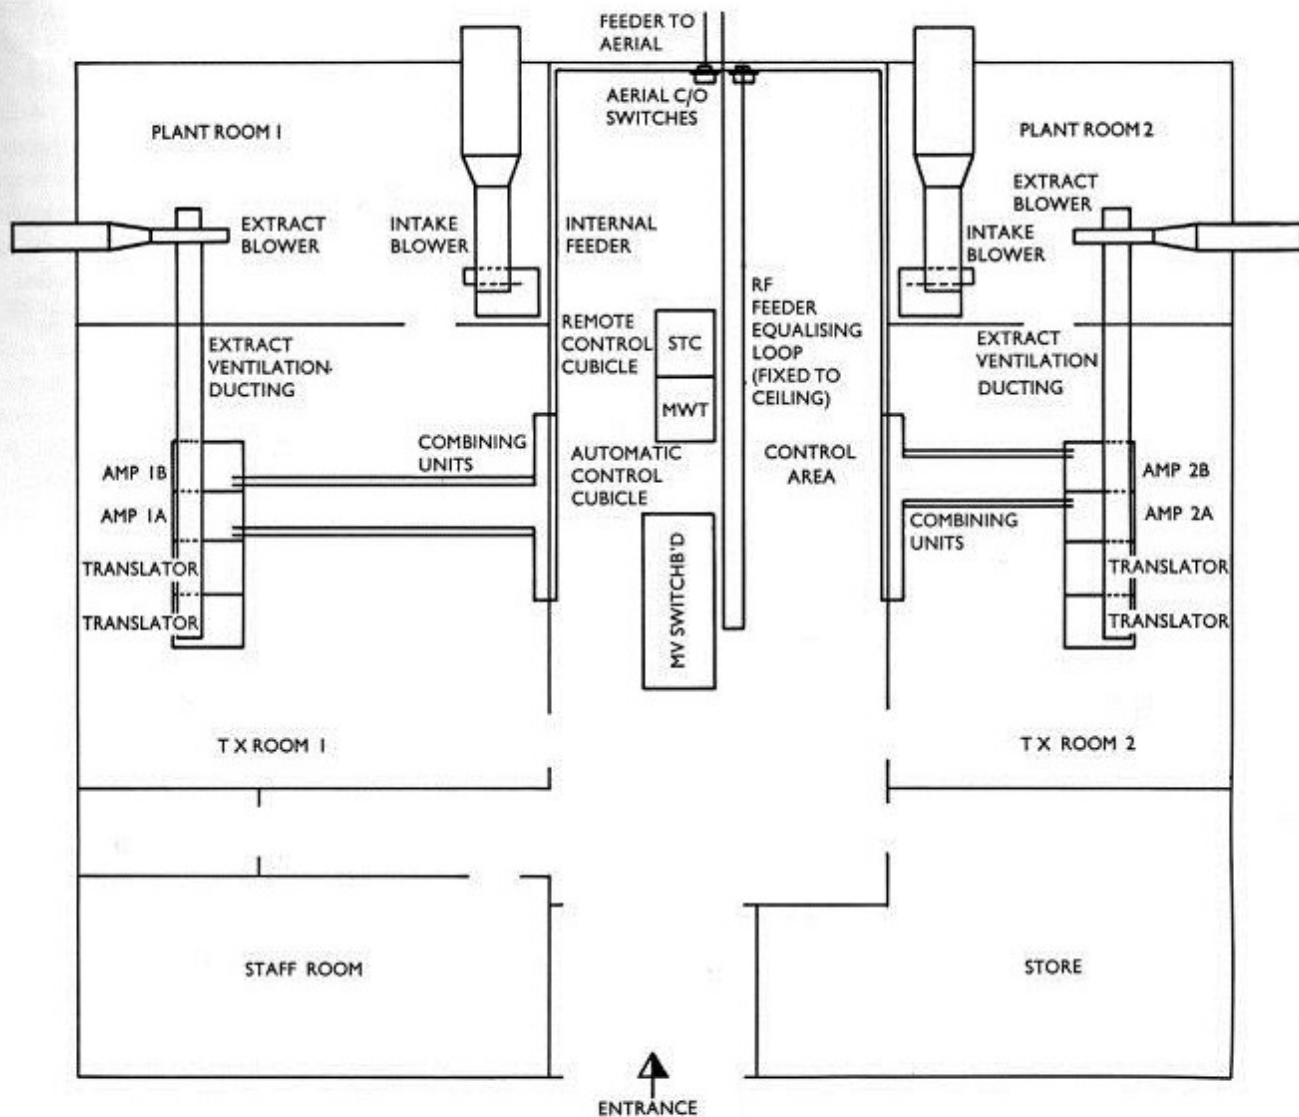 FEEDER TO
AERIAL
AERIAL C/O
SWITCHES
PLANT ROOM 1
PLANT ROOM 2
EXTRACT
BLOWER
INTAKE
BLOWER
INTERNAL
FEEDER
EXTRACT
BLOWER
INTAKE
BLOWER
RF
FEEDER
EQUALISING
LOOP
(FIXED TO
CEILING)
REMOTE
CONTROL
CUBICLE
STC
MWT
EXTRACT
VENTILATION
DUCTING
EXTRACT
VENTILATION
DUCTING
COMBINING
UNITS
AUTOMATIC
CONTROL
CUBICLE
CONTROL
AREA
AMP 1B
AMP 1A
TRANSLATOR
TRANSLATOR
AMP 2B
AMP 2A
TRANSLATOR
TRANSLATOR
COMBINING
UNITS
MV SWITCHB'D
TX ROOM 1
TX ROOM 2
STAFF ROOM
STORE
ENTRANCE